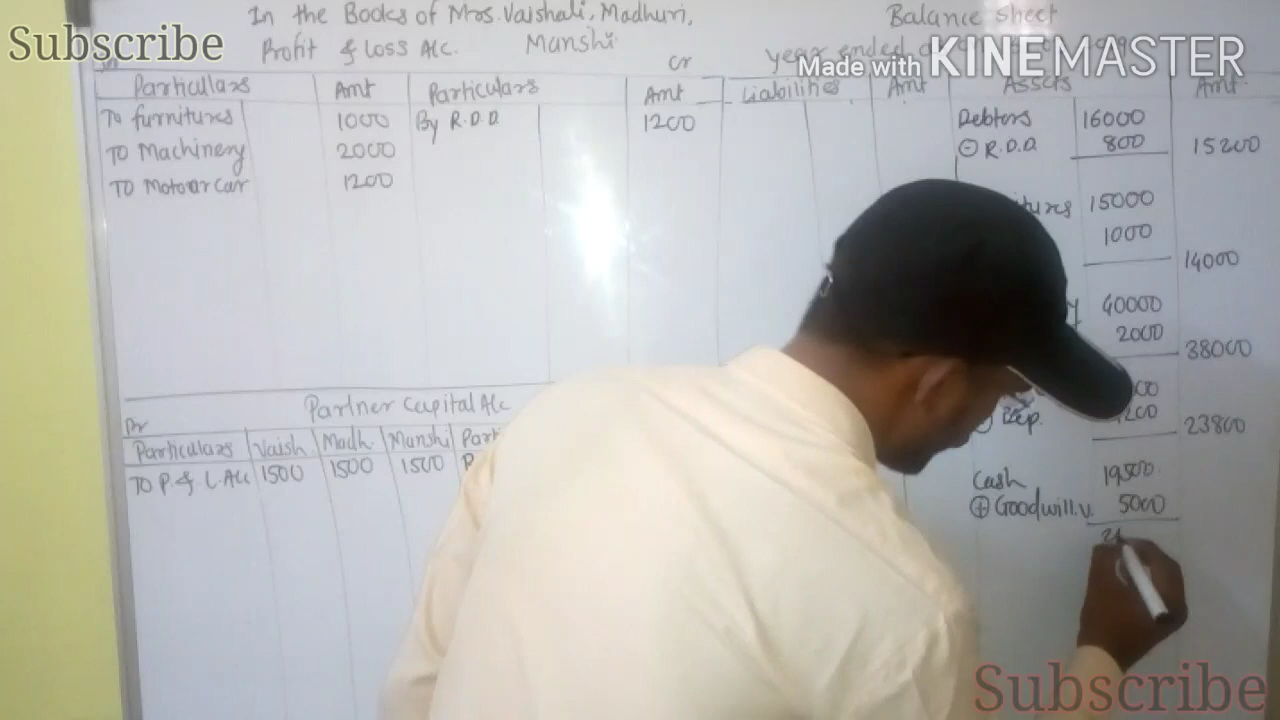 Subscribe
In the Books of Mrs. Vaishali, Madhuri, Manshi
Profit & Loss A/c.
Cr
Particulars Amt Particulars Amt
To furnitures 1000 By R.D.D. 1200
To Machinery 2000
To Motoar Car 1200
Partner Capital A/c
Dr
Particulars Vaish. Madh. Manshi
To P & L. A/c 1500 1500 1500
Balance sheet
year ended
Made with KINEMASTER
Liabilities Amt Assets Amt.
Debtors 16000
⊖ R.D.D 800 15200
15000
1000
14000
40000
2000
38000
Dep.
23800
Cash 19500.
⊕ Goodwill.V. 5000
Subscribe